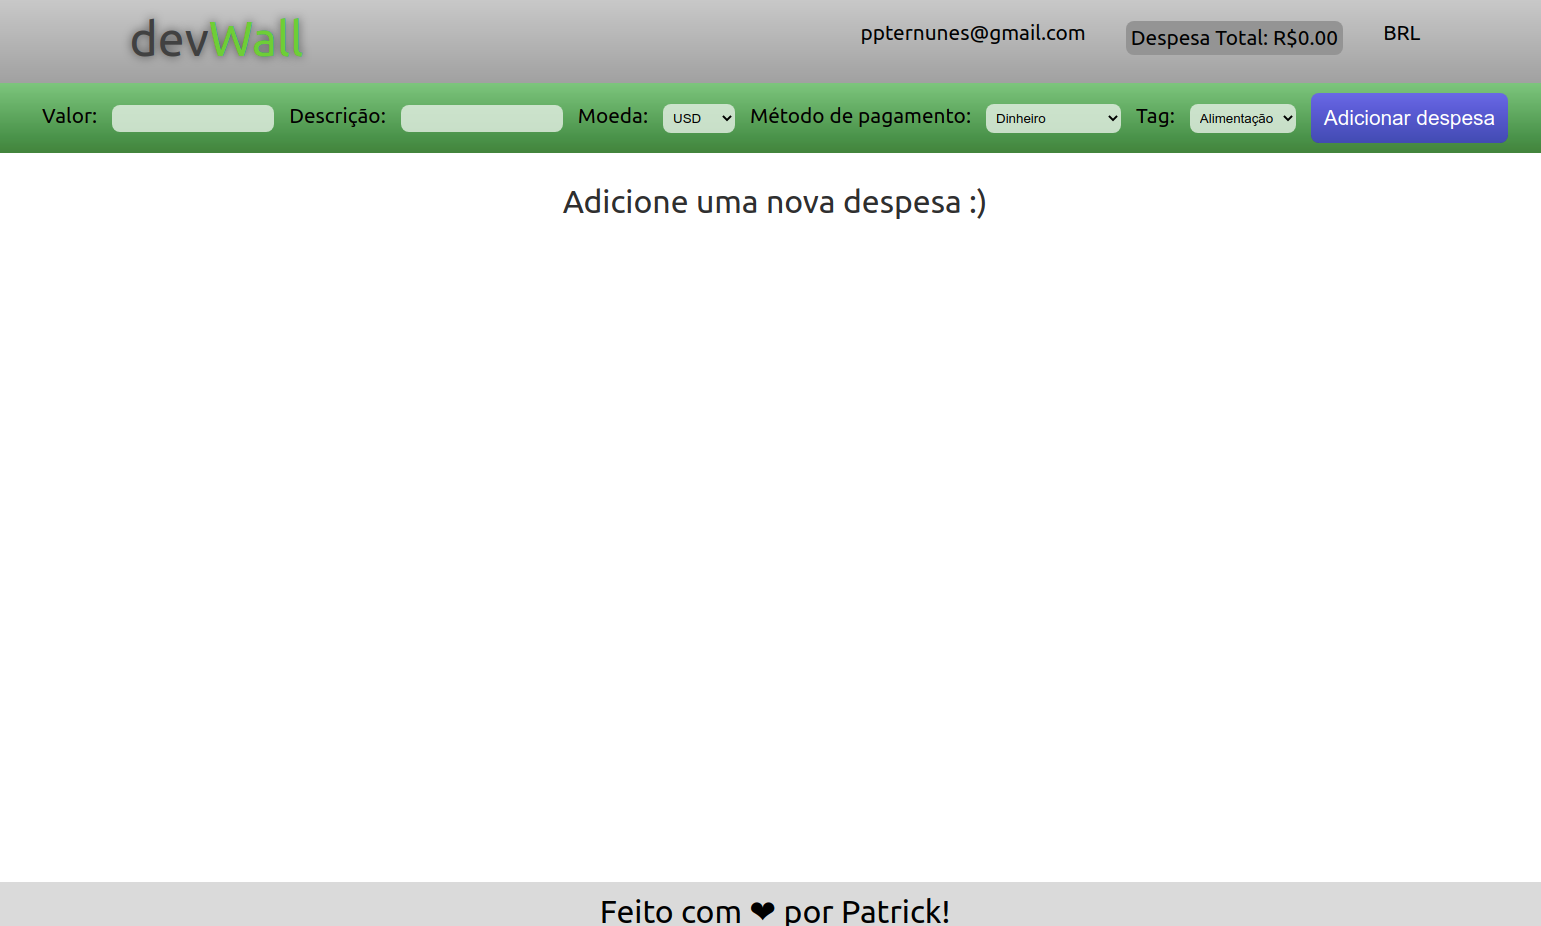 devWall
ppternunes@gmail.com
Despesa Total: R$0.00
BRL
Valor: Descrição: Moeda: USD Método de pagamento: Dinheiro Tag: Alimentação Adicionar despesa
Adicione uma nova despesa :)
Feito com ❤ por Patrick!